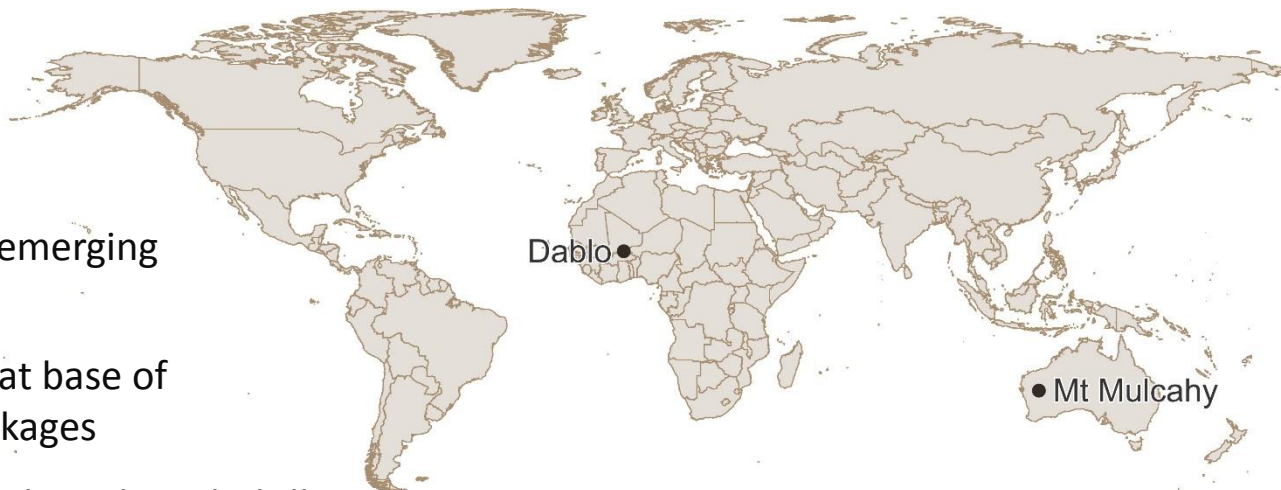 emerging
Dablo
at base of
Mt Mulcahy
kages